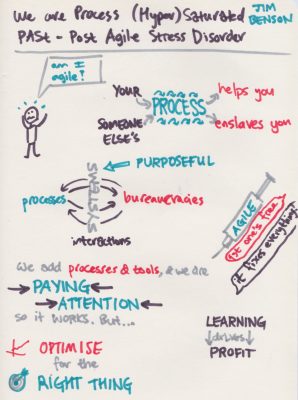 We are Process (Hyper) Saturated
JIM BENSON
PASt - Post Agile Stress Disorder
am I agile?
YOUR PROCESS helps you
SOMEONE ELSE'S enslaves you
PURPOSEFUL
SYSTEMS
processes
bureaucracies
interactions
AGILE
1st one's free
it fixes everything!
We add processes & tools, & we are
PAYING
ATTENTION
so it WORKS. But...
OPTIMISE
for the
RIGHT THING
LEARNING
drives
PROFIT